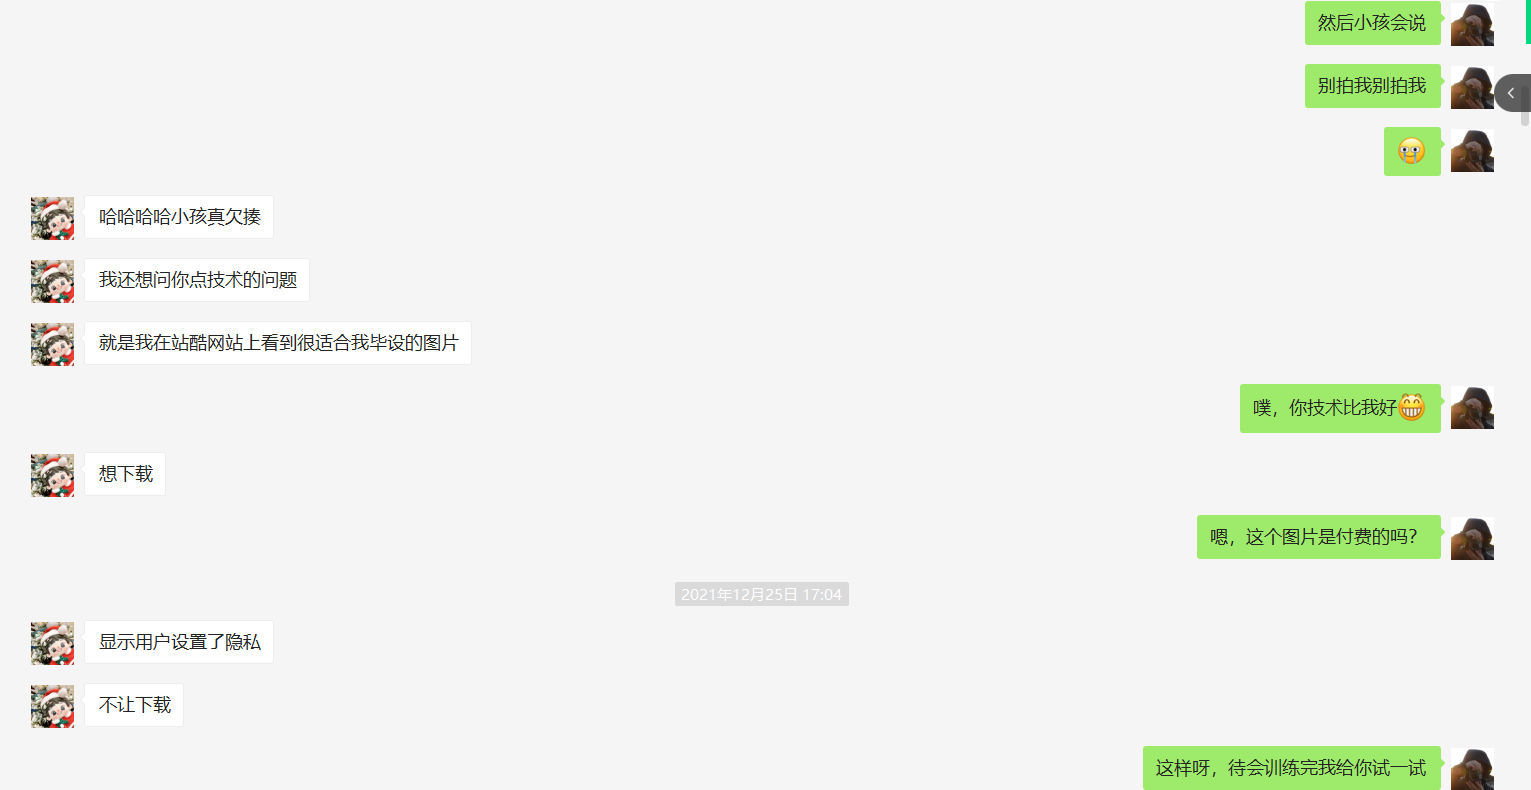 然后小孩会说
别拍我别拍我
哈哈哈哈小孩真欠揍
我还想问你点技术的问题
就是我在站酷网站上看到很适合我毕设的图片
噗，你技术比我好
想下载
嗯，这个图片是付费的吗？
2021年12月25日 17:04
显示用户设置了隐私
不让下载
这样呀，待会训练完我给你试一试